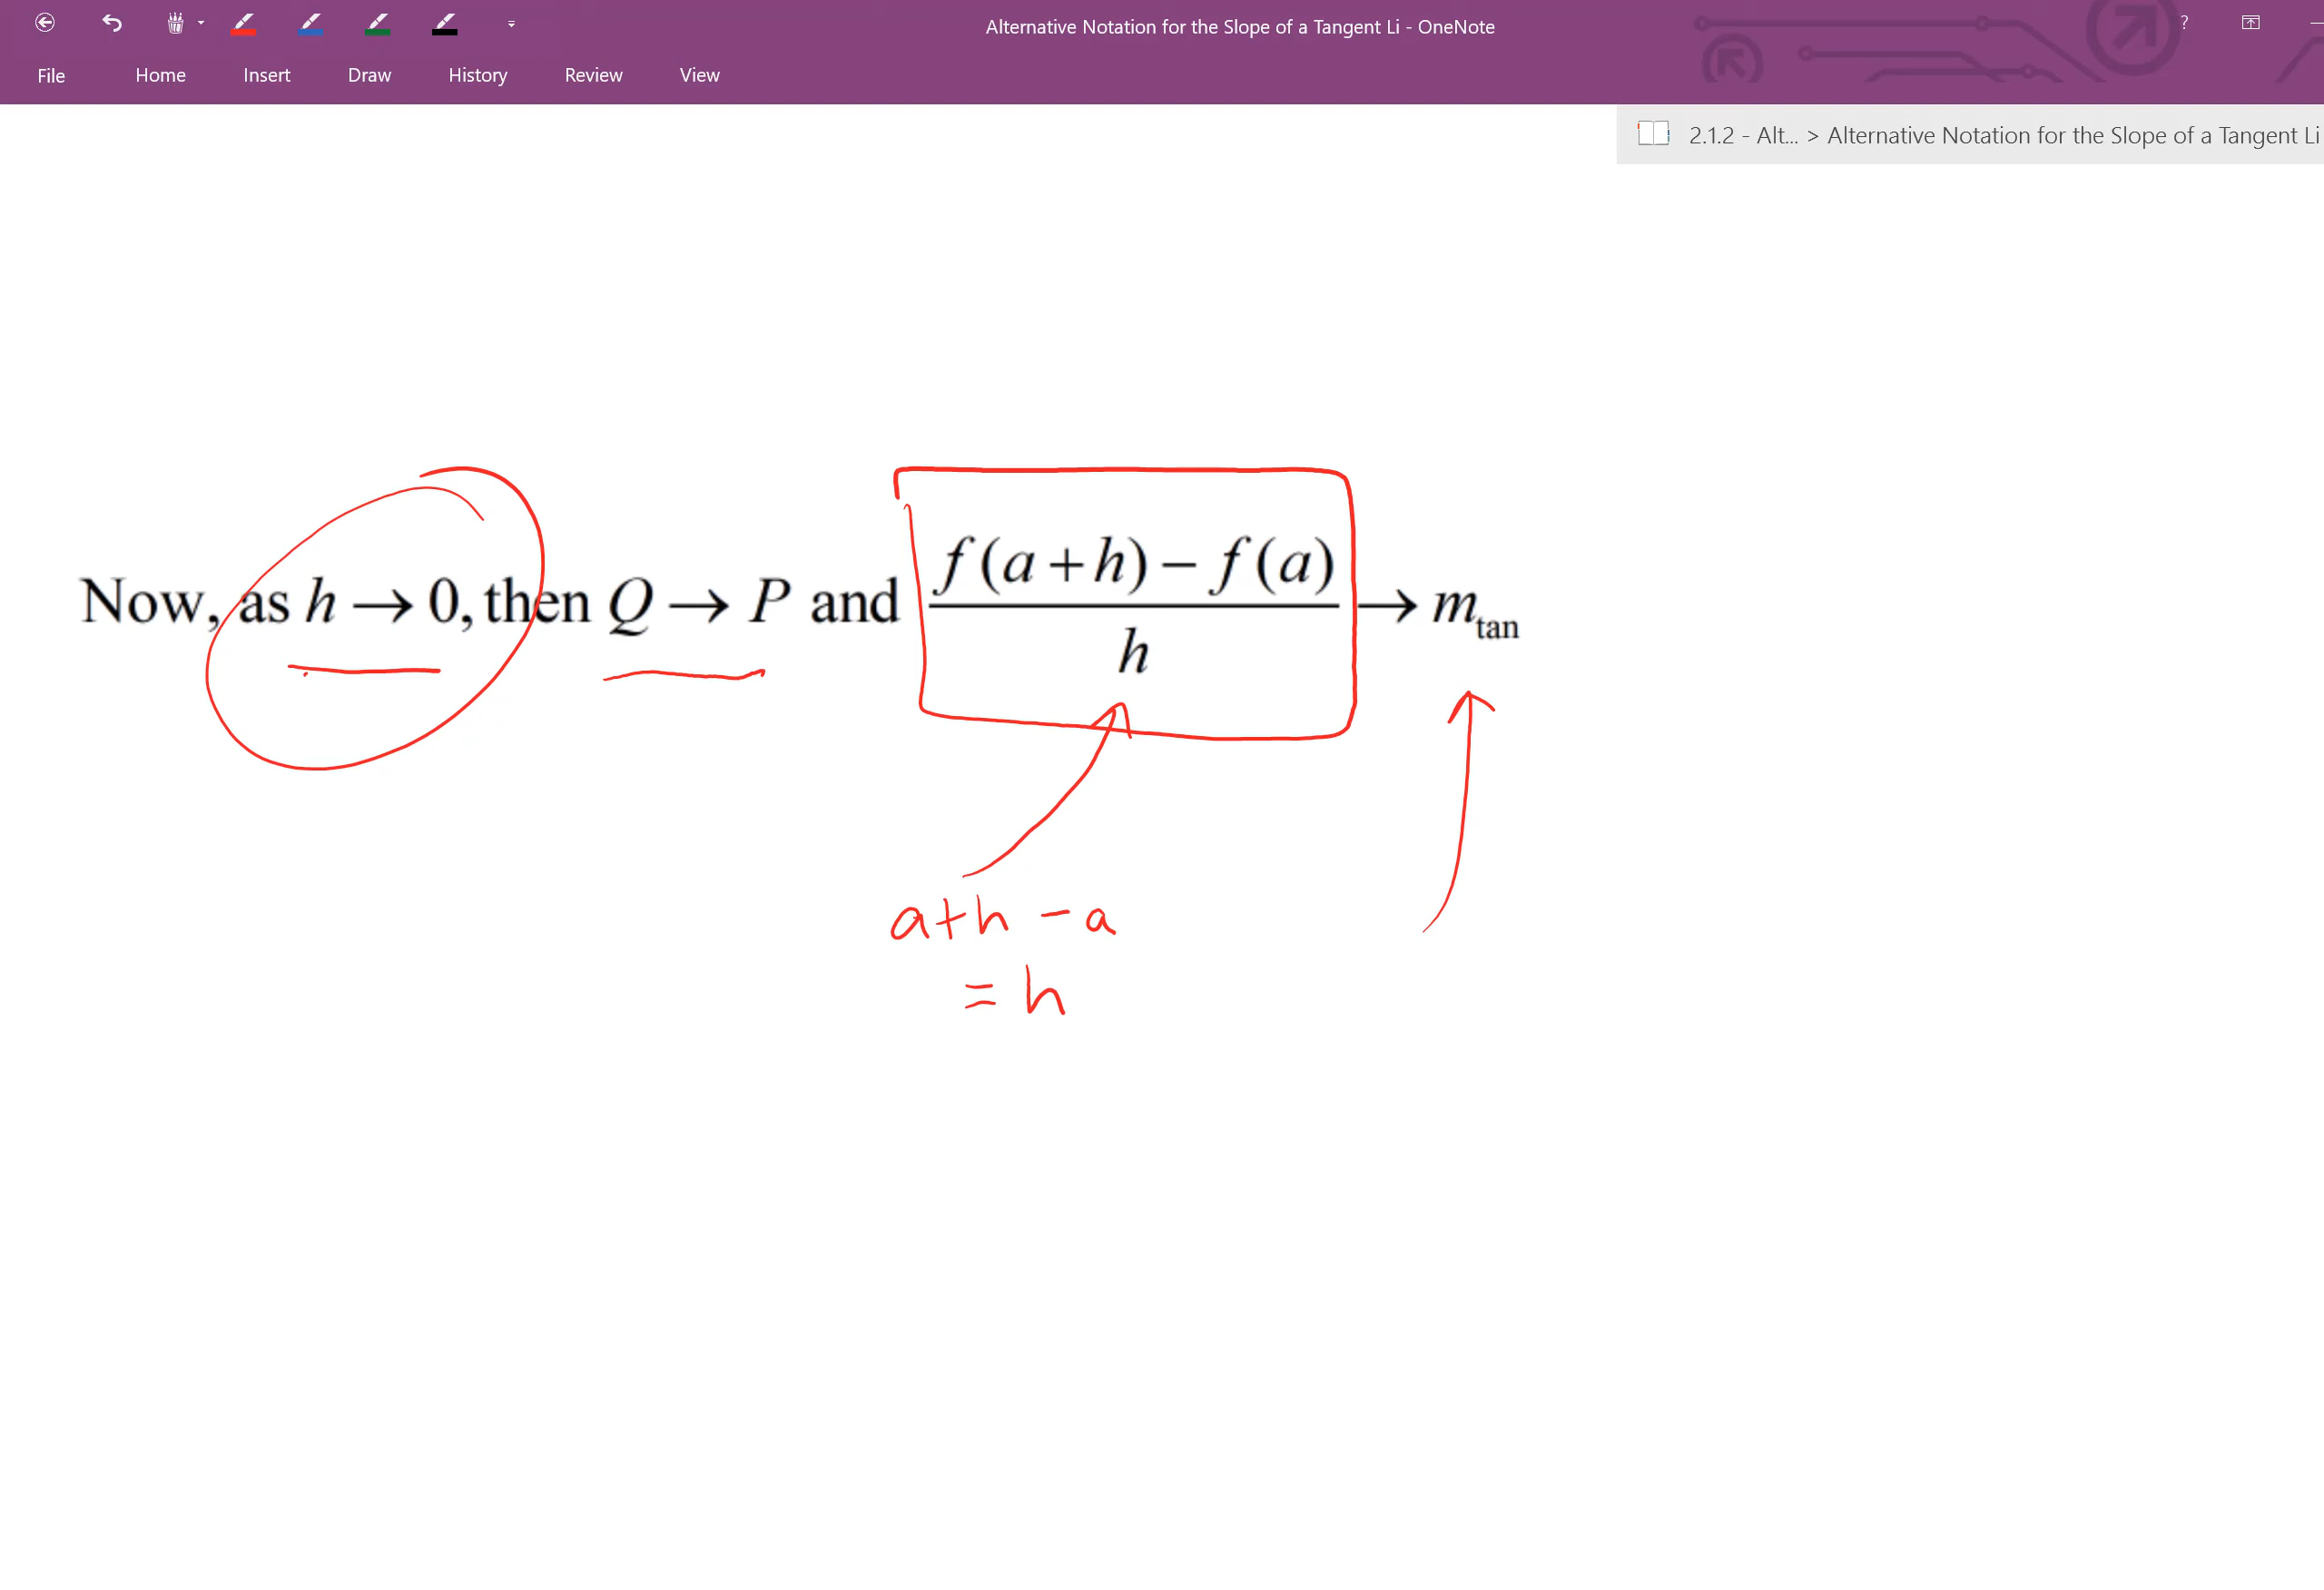 Alternative Notation for the Slope of a Tangent Li - OneNote
?
File Home Insert Draw History Review View
2.1.2 - Alt... > Alternative Notation for the Slope of a Tangent Li
Now, as h → 0, then Q → P and f(a+h) − f(a) / h → m_tan
a+h - a
= h